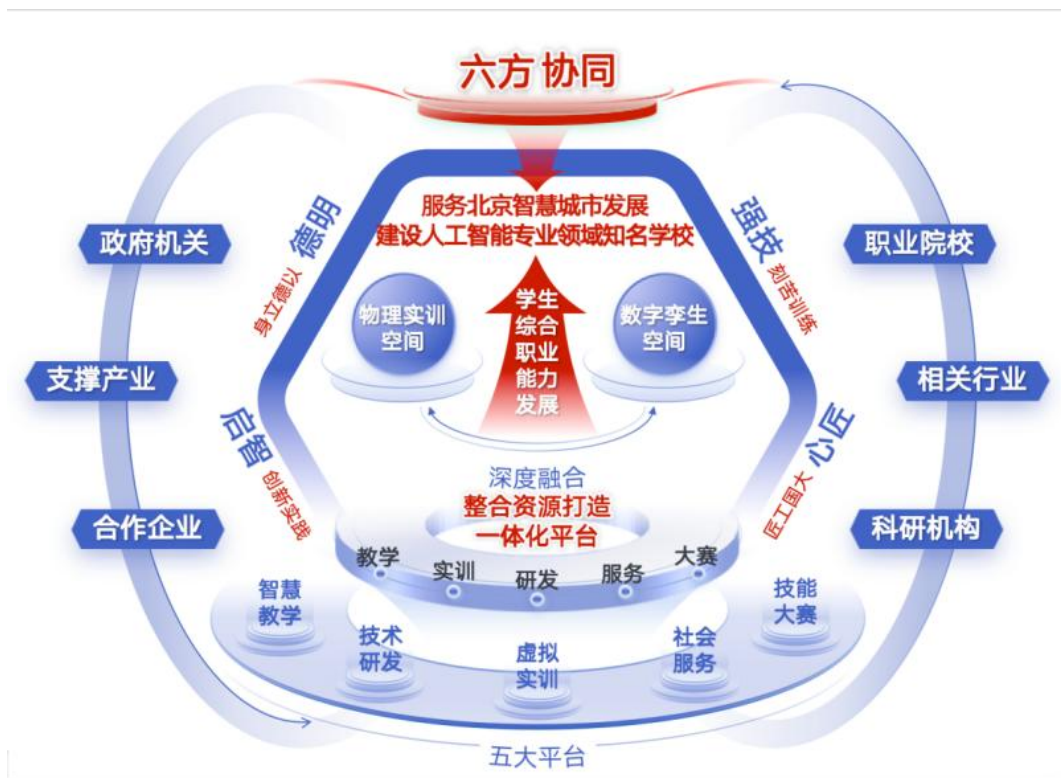 六方协同
服务北京智慧城市发展
建设人工智能专业领域知名学校
政府机关
支撑产业
合作企业
德明
身立德以
启智
创新实践
强技
刻苦训练
心匠
匠工国大
职业院校
相关行业
科研机构
物理实训
空间
学生
综合
职业
能力
发展
数字孪生
空间
深度融合
整合资源打造
一体化平台
教学
实训
研发
服务
大赛
智慧
教学
技术
研发
虚拟
实训
社会
服务
技能
大赛
五大平台